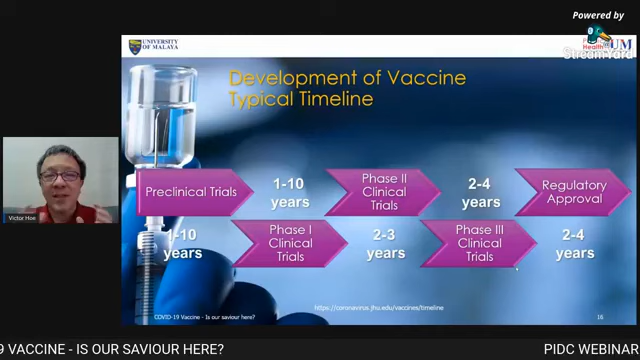 Powered by
StreamYard
UNIVERSITY
OF MALAYA
Health
UM
Development of Vaccine
Typical Timeline
Preclinical Trials
1-10
years
Phase II
Clinical
Trials
2-4
years
Regulatory
Approval
1-10
years
Phase I
Clinical
Trials
2-3
years
Phase III
Clinical
Trials
2-4
years
Victor Hoe
https://coronavirus.jhu.edu/vaccines/timeline
COVID-19 Vaccine - Is our saviour here?
16
9 VACCINE - IS OUR SAVIOUR HERE?
PIDC WEBINAR